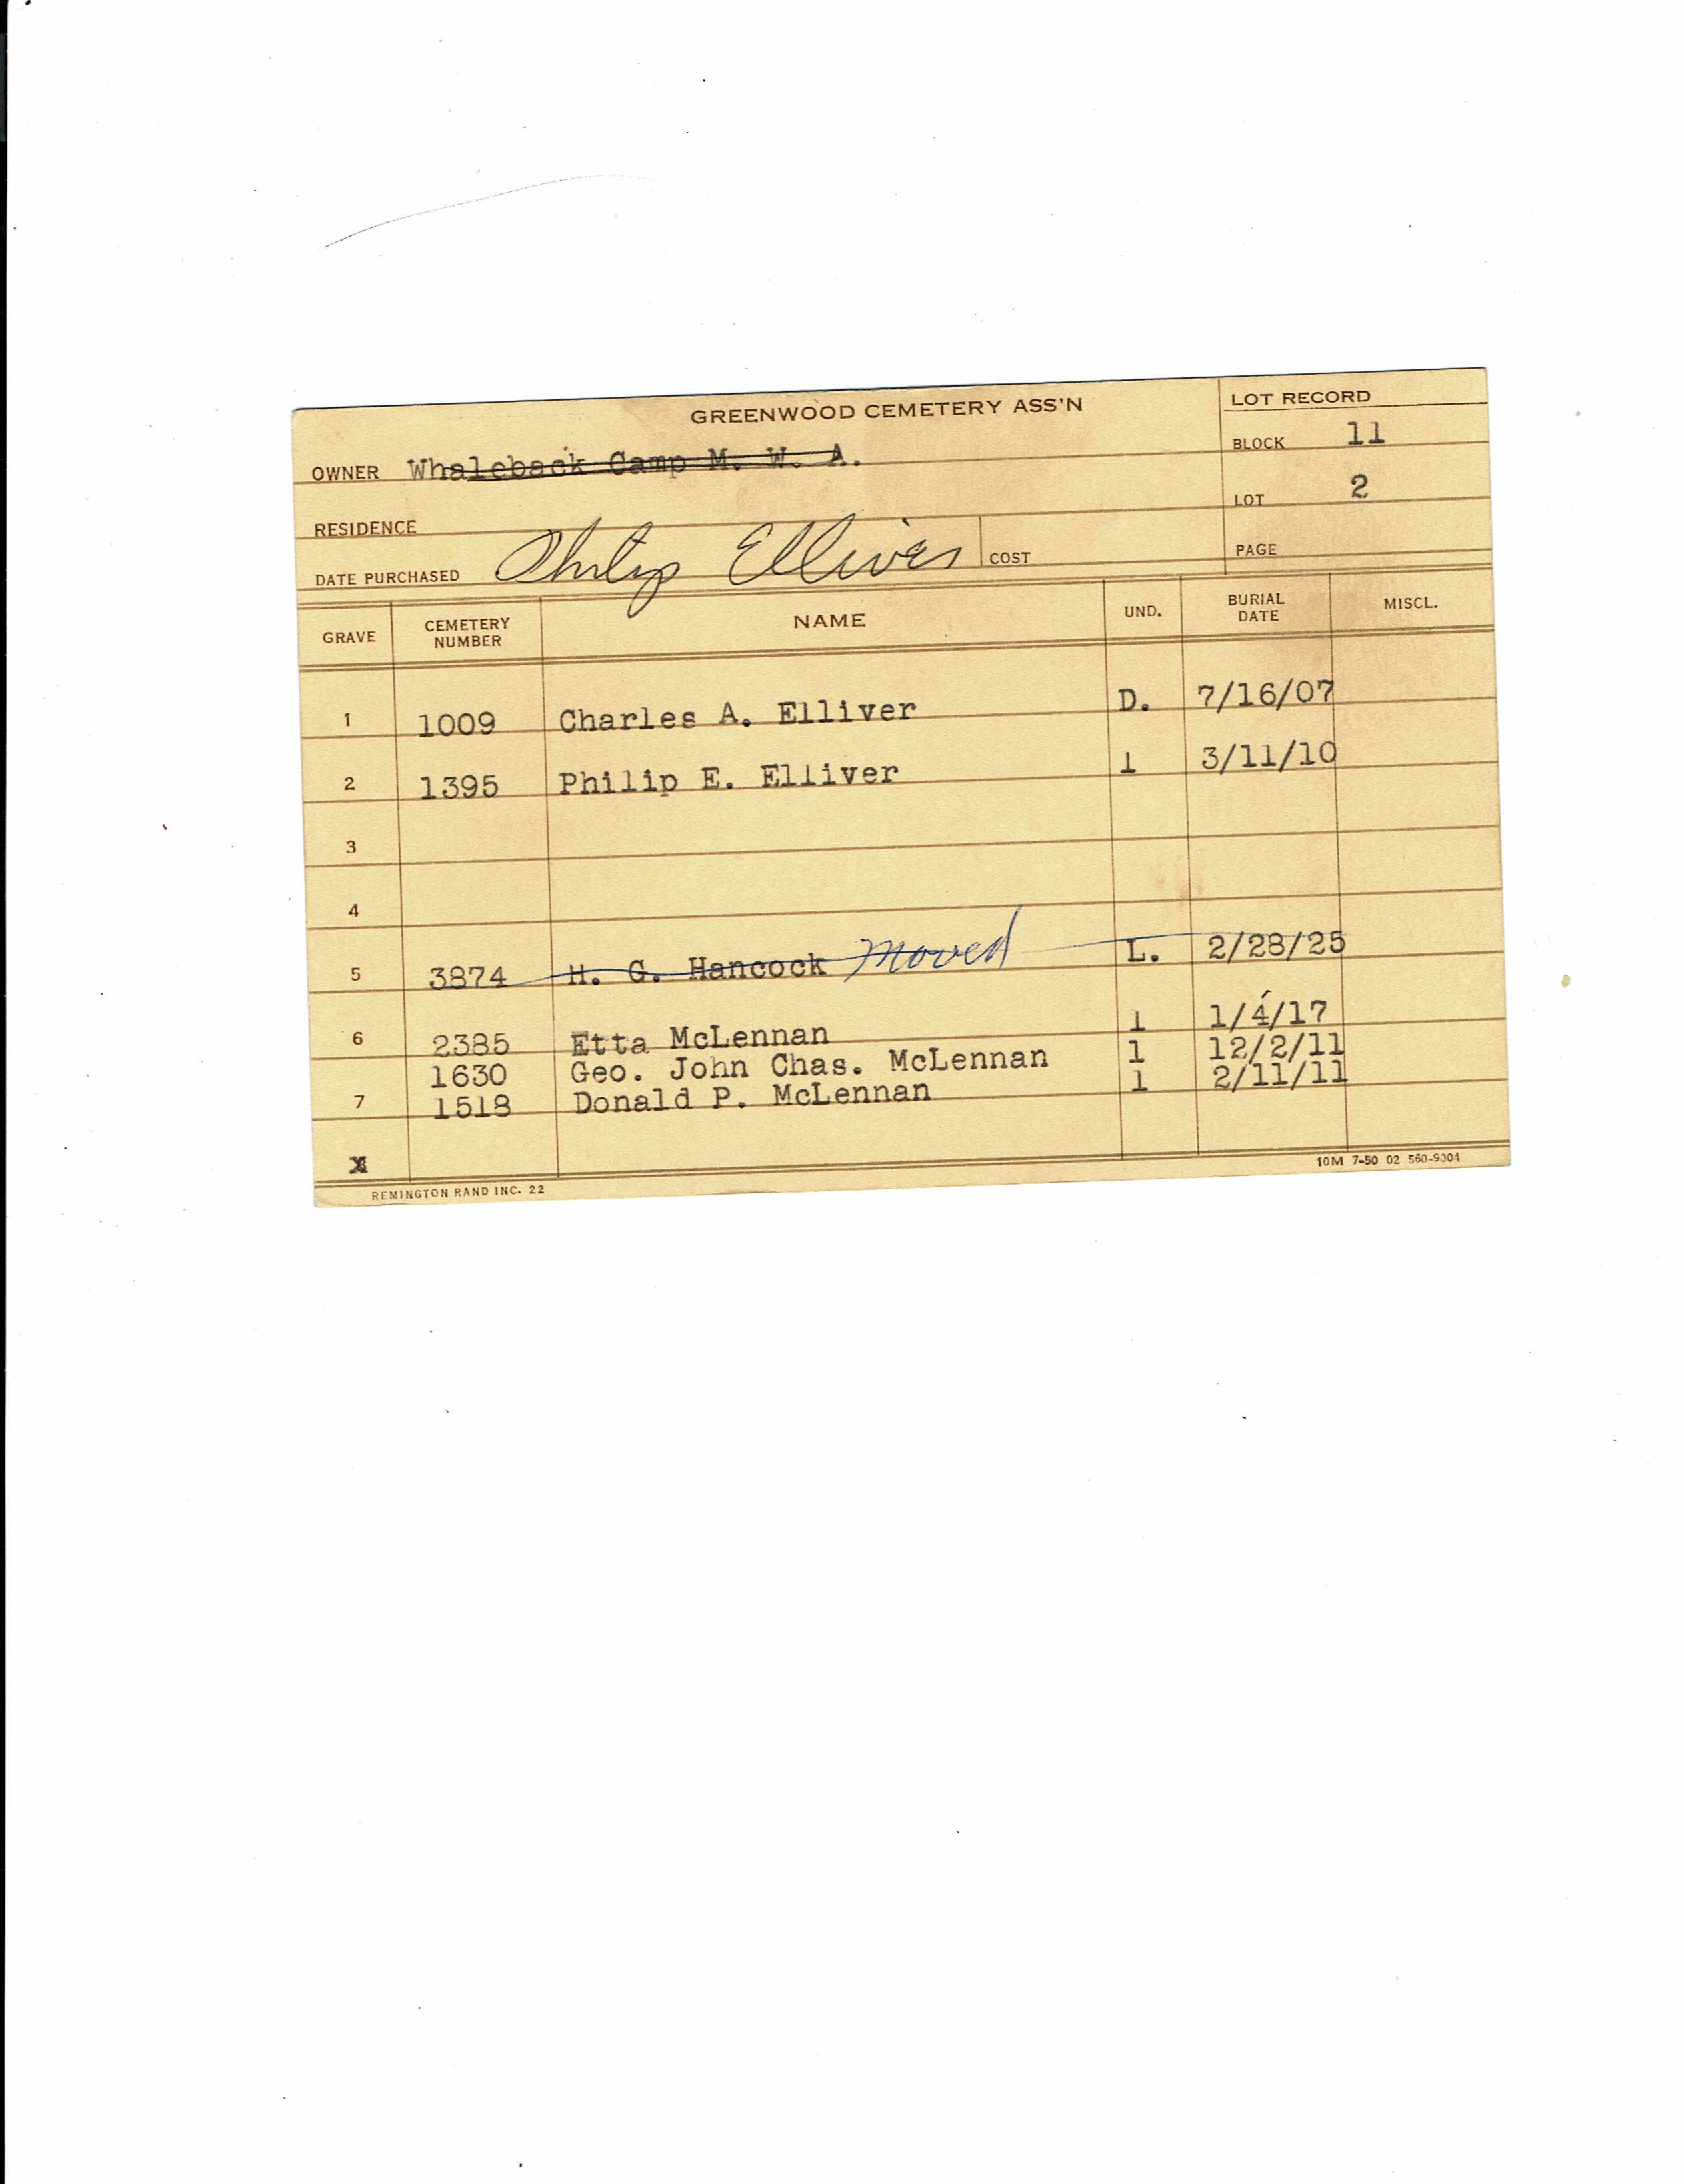 GREENWOOD CEMETERY ASS'N
LOT RECORD
OWNER Whaleback Camp M. W. A.
BLOCK 11
RESIDENCE
LOT 2
DATE PURCHASED Philip Elliver COST
PAGE
GRAVE CEMETERY NUMBER NAME UND. BURIAL DATE MISCL.
1 1009 Charles A. Elliver D. 7/16/07
2 1395 Philip E. Elliver 1 3/11/10
3
4
5 3874 H. G. Hancock Moved L. 2/28/25
6 2385 Etta McLennan 1 1/4/17
1630 Geo. John Chas. McLennan 1 12/2/11
7 1518 Donald P. McLennan 1 2/11/11
x
REMINGTON RAND INC. 22
10M 7-50 02 560-9004